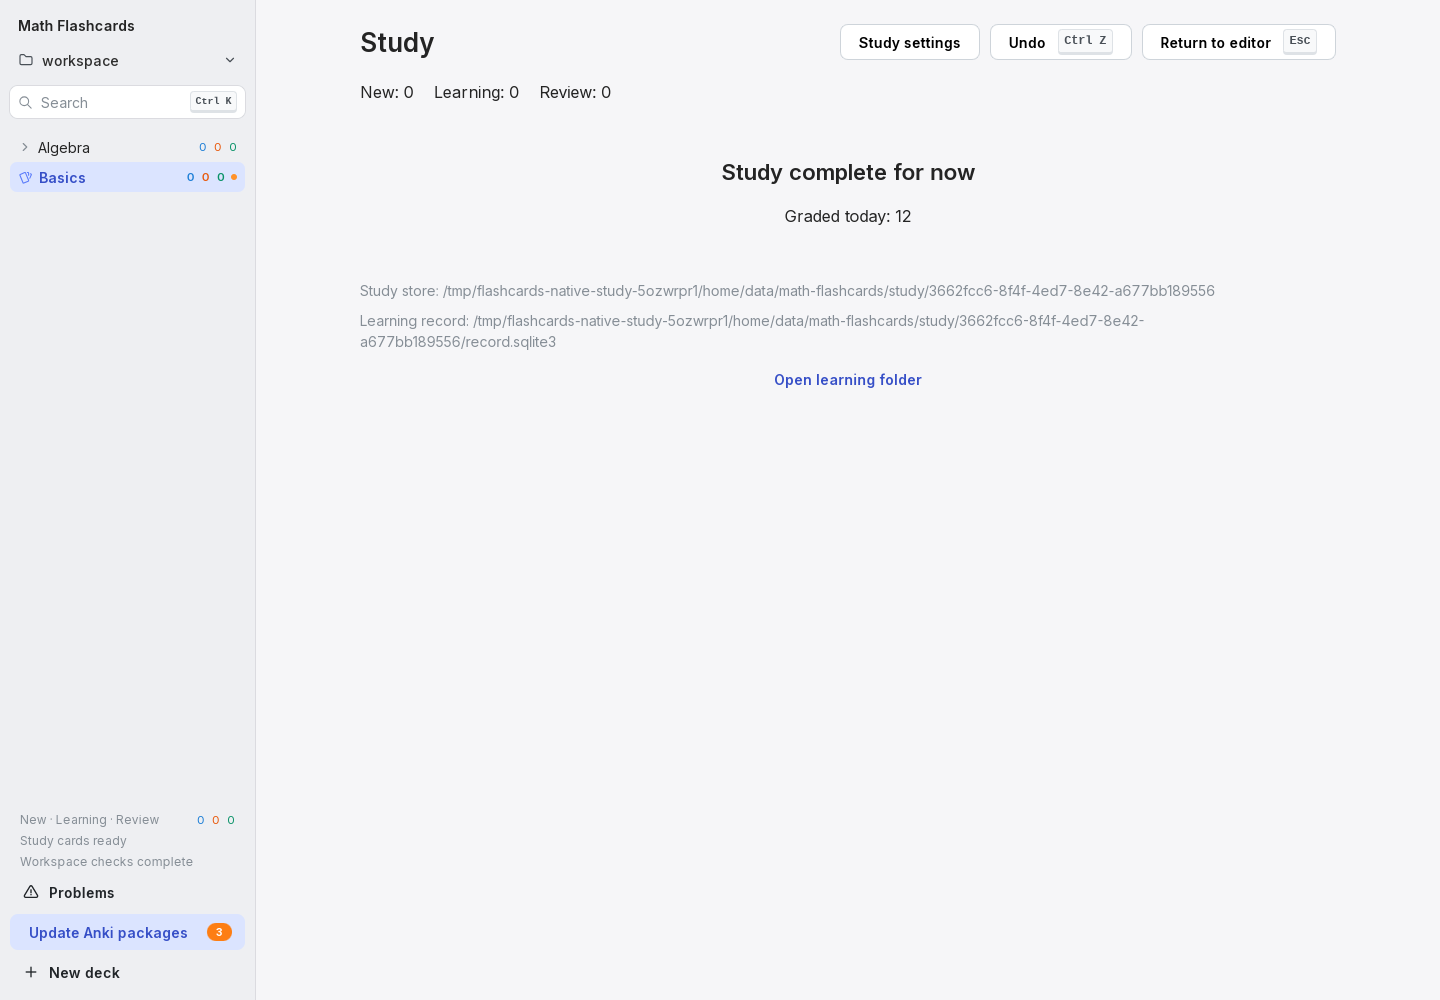 Math Flashcards
workspace
Search Ctrl K
Algebra 0 0 0
Basics 0 0 0
New · Learning · Review 0 0 0
Study cards ready
Workspace checks complete
Problems
Update Anki packages 3
New deck
Study
Study settings
Undo Ctrl Z
Return to editor Esc
New: 0 Learning: 0 Review: 0
Study complete for now
Graded today: 12
Study store: /tmp/flashcards-native-study-5ozwrpr1/home/data/math-flashcards/study/3662fcc6-8f4f-4ed7-8e42-a677bb189556
Learning record: /tmp/flashcards-native-study-5ozwrpr1/home/data/math-flashcards/study/3662fcc6-8f4f-4ed7-8e42-
a677bb189556/record.sqlite3
Open learning folder